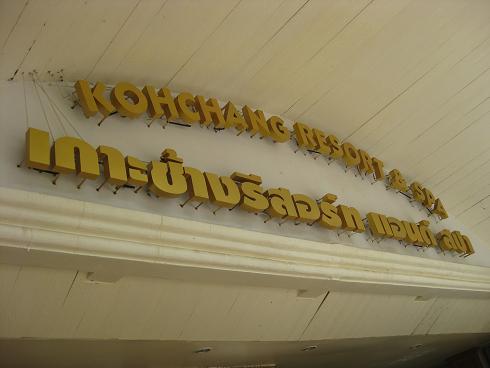 KOHCHANG RESORT & SPA
เกาะช้างรีสอร์ท แอนด์ สปา